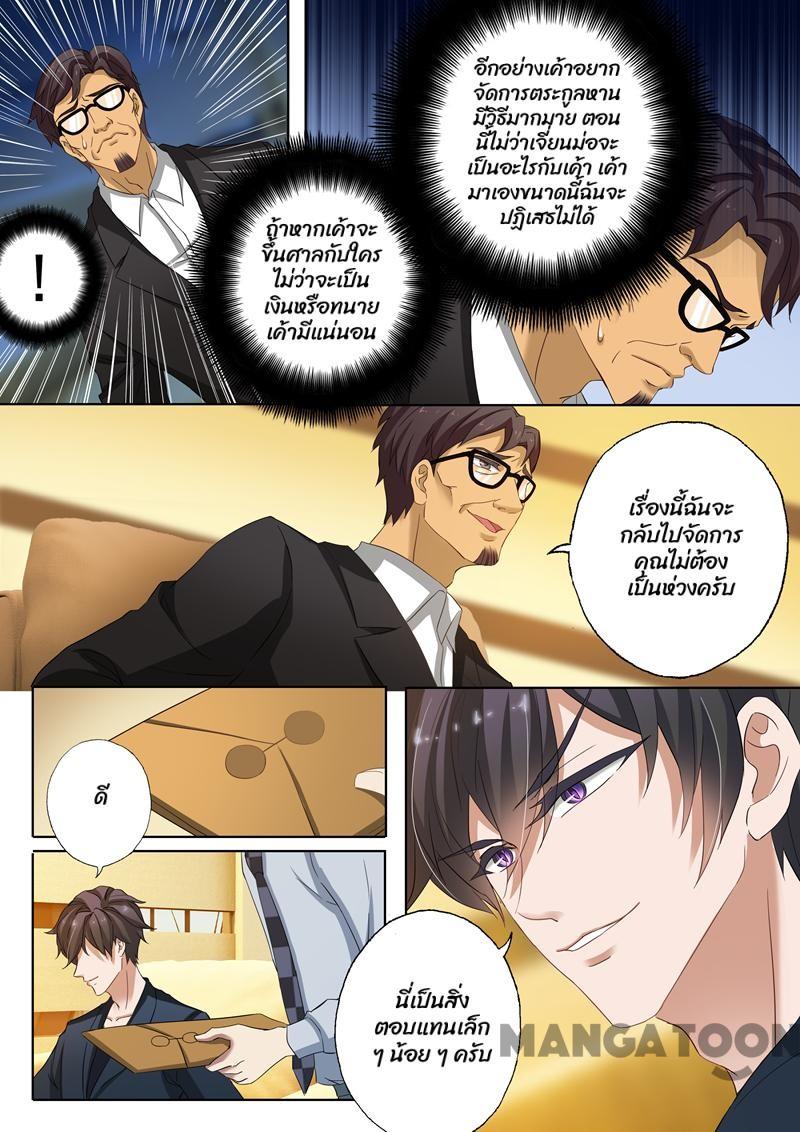 !
ถ้าหากเค้าจะ
ขึ้นศาลกับใคร
ไม่ว่าจะเป็น
เงินหรือทนาย
เค้ามีแน่นอน
อีกอย่างเค้าอยาก
จัดการตระกูลหาน
มีวิธีมากมาย ตอน
นี้ไม่ว่าเจี่ยนม่อจะ
เป็นอะไรกับเค้า เค้า
มาเองขนาดนี้ฉันจะ
ปฏิเสธไม่ได้
เรื่องนี้ฉันจะ
กลับไปจัดการ
คุณไม่ต้อง
เป็นห่วงครับ
ดี
นี่เป็นสิ่ง
ตอบแทนเล็ก
ๆ น้อย ๆ ครับ
MANGATOON